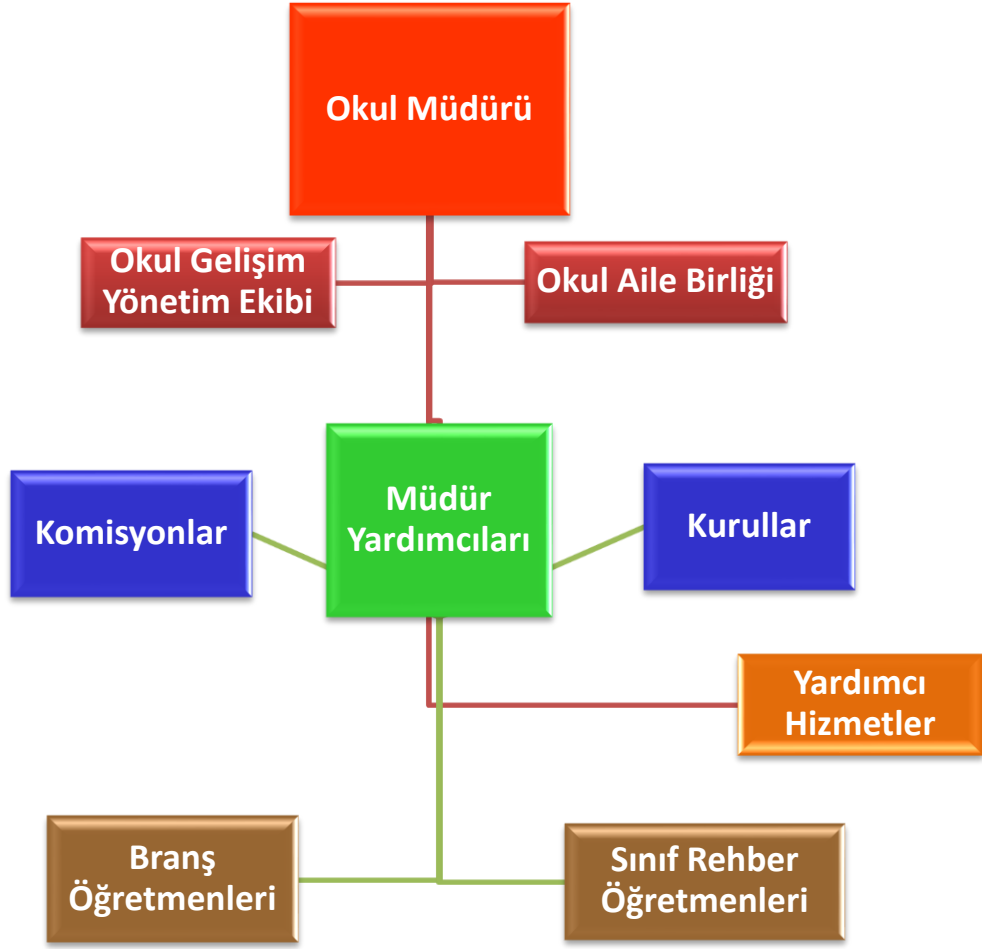 Okul Müdürü
Okul Gelişim
Yönetim Ekibi
Okul Aile Birliği
Komisyonlar
Müdür
Yardımcıları
Kurullar
Yardımcı
Hizmetler
Branş
Öğretmenleri
Sınıf Rehber
Öğretmenleri